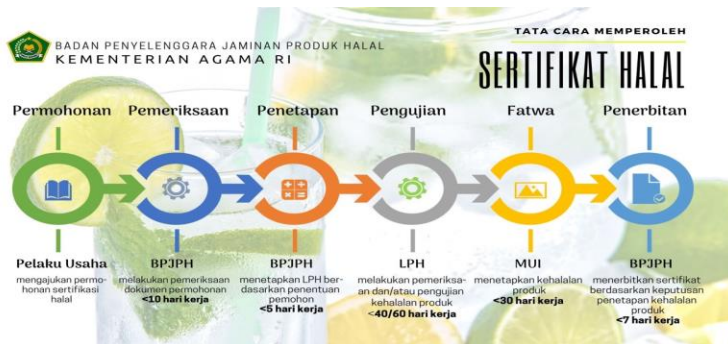 BADAN PENYELENGGARA JAMINAN PRODUK HALAL
KEMENTERIAN AGAMA RI
TATA CARA MEMPEROLEH
SERTIFIKAT HALAL
Permohonan
Pemeriksaan
Penetapan
Pengujian
Fatwa
Penerbitan
Pelaku Usaha
mengajukan permo-
honan sertifikasi
halal
BPJPH
melakukan pemeriksaan
dokumen permohonan
<10 hari kerja
BPJPH
menetapkan LPH ber-
dasarkan penentuan
pemohon
<5 hari kerja
LPH
melakukan pemeriksa-
an dan/atau pengujian
kehalalan produk
<40/60 hari kerja
MUI
menetapkan kehalalan
produk
<30 hari kerja
BPJPH
menerbitkan sertifikat
berdasarkan keputusan
penetapan kehalalan
produk
<7 hari kerja